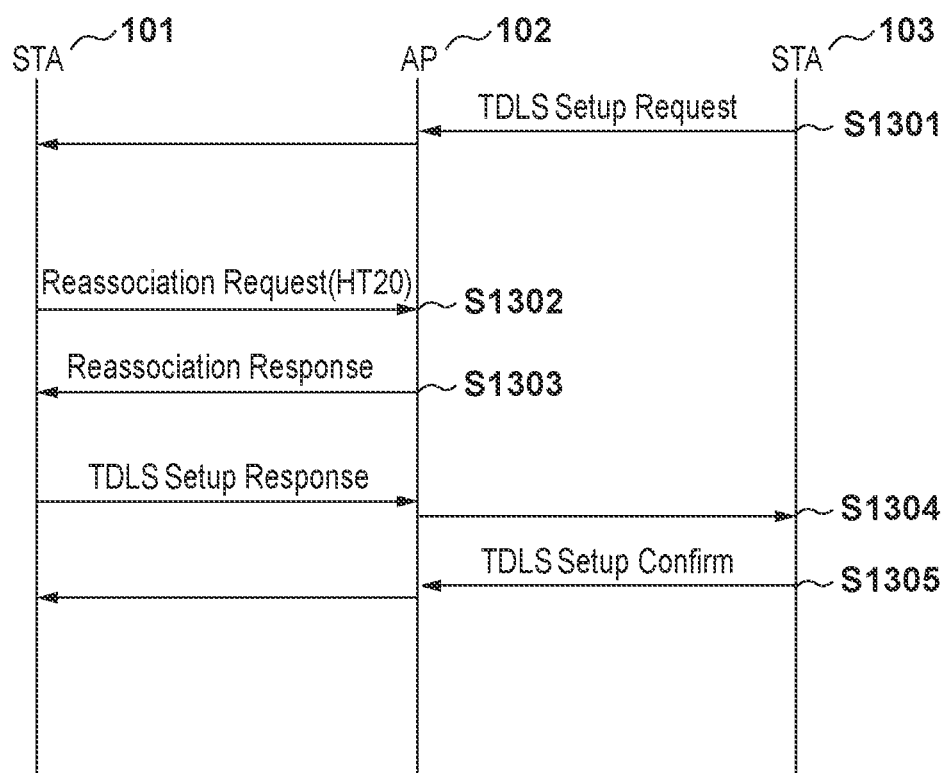 STA 101 AP 102 STA 103
TDLS Setup Request S1301
Reassociation Request(HT20) S1302
Reassociation Response S1303
TDLS Setup Response S1304
TDLS Setup Confirm S1305